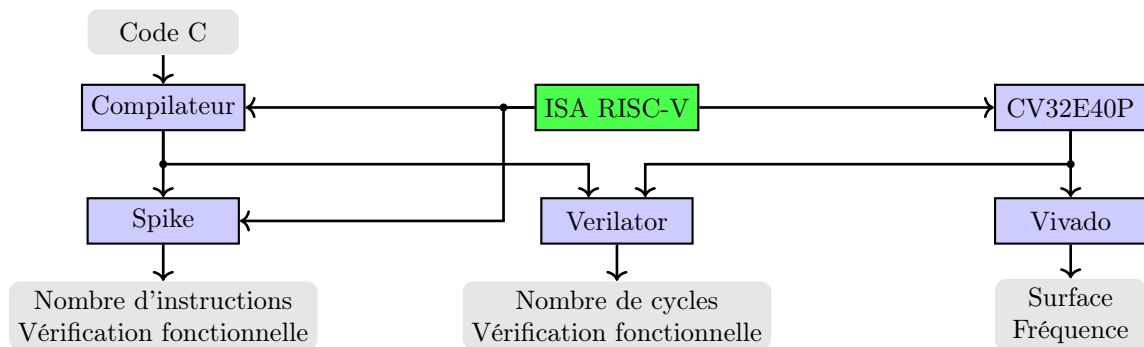 Code C
Compilateur
ISA RISC-V
CV32E40P
Spike
Verilator
Vivado
Nombre d'instructions
Vérification fonctionnelle
Nombre de cycles
Vérification fonctionnelle
Surface
Fréquence